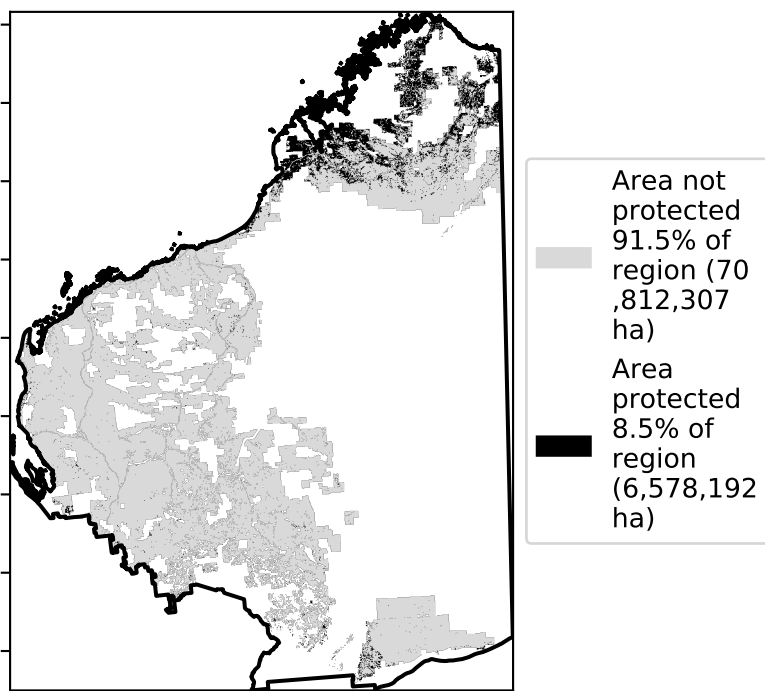 Area not
protected
91.5% of
region (70
,812,307
ha)
Area
protected
8.5% of
region
(6,578,192
ha)